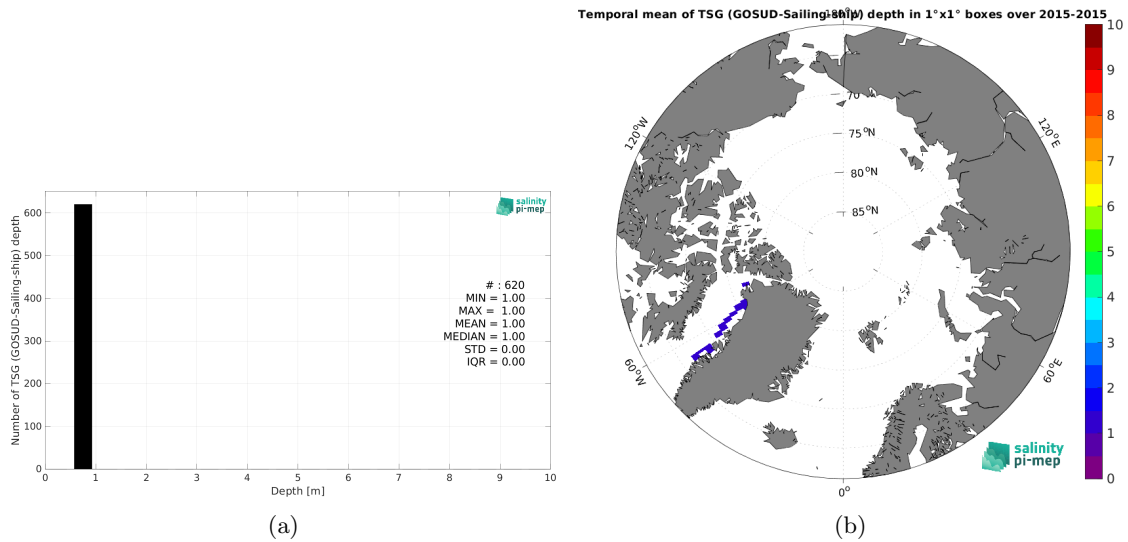 Temporal mean of TSG (GOSUD-Sailing-ship) depth in 1°x1° boxes over 2015-2015
Number of TSG (GOSUD-Sailing-ship) depth
600
500
400
300
200
100
0
0 1 2 3 4 5 6 7 8 9 10
Depth [m]
salinity
pi-mep
# : 620
MIN = 1.00
MAX = 1.00
MEAN = 1.00
MEDIAN = 1.00
STD = 0.00
IQR = 0.00
(a)
120°W
120°E
60°W
60°E
0°
70
75°N
80°N
85°N
salinity
pi-mep
10
9
8
7
6
5
4
3
2
1
0
(b)